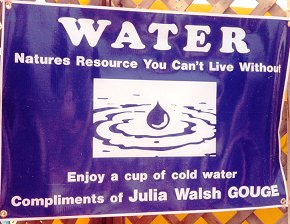 WATER
Natures Resource You Can't Live Without
Enjoy a cup of cold water
Compliments of Julia Walsh GOUGE